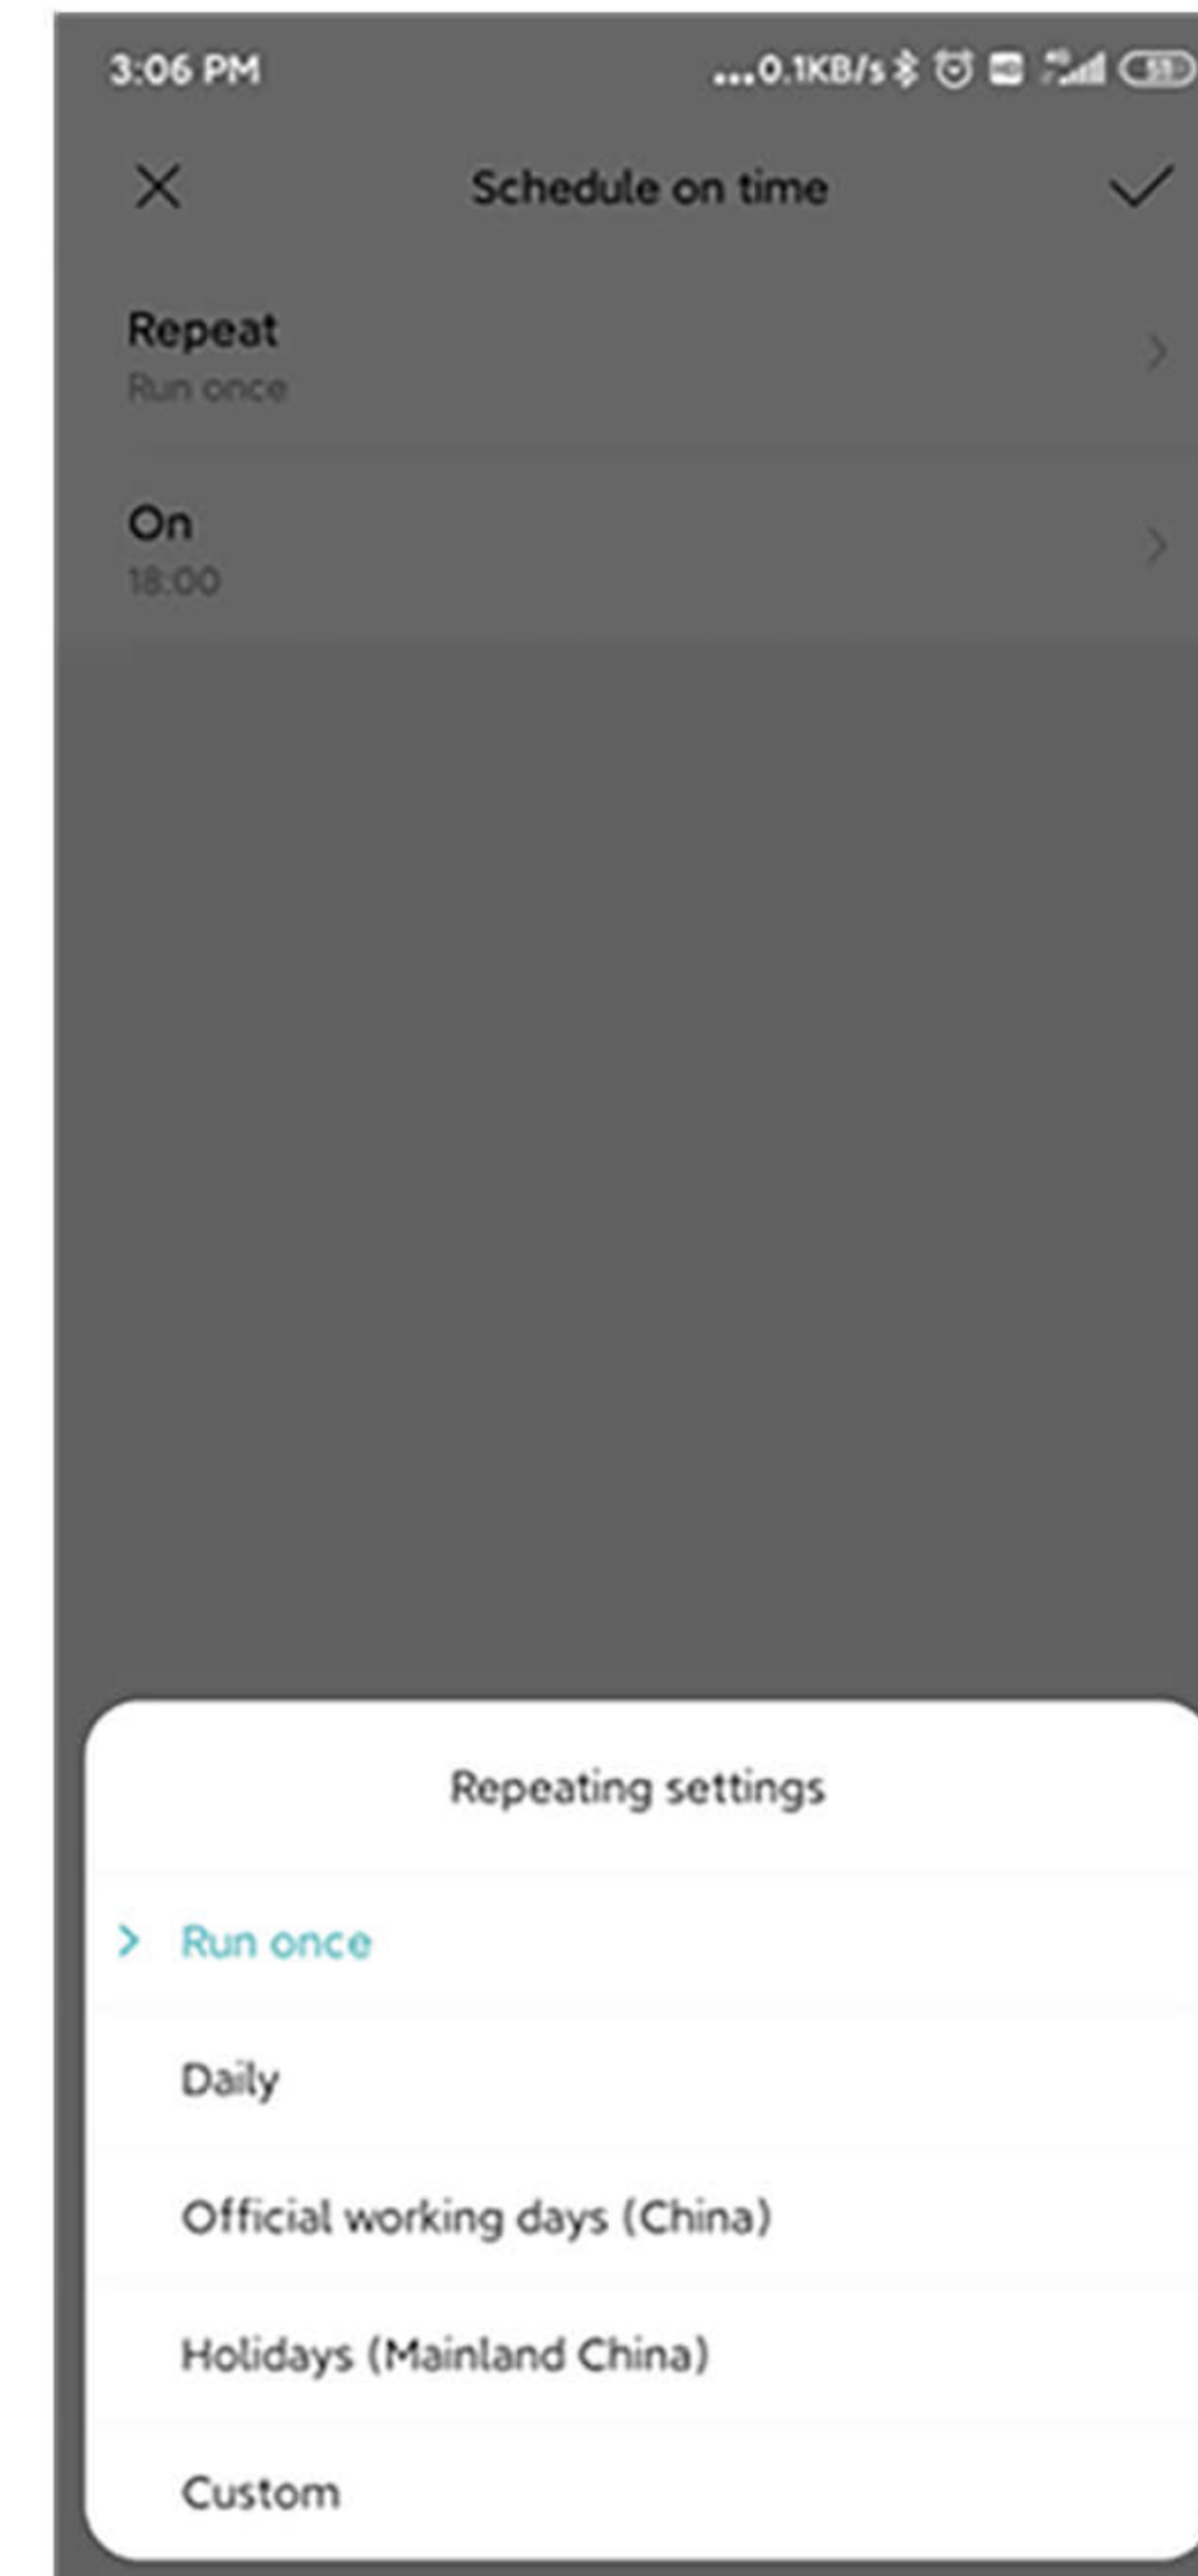 3:06 PM ...0.1KB/s
Schedule on time
Repeat
Run once
On
18:00
Repeating settings
Run once
Daily
Official working days (China)
Holidays (Mainland China)
Custom